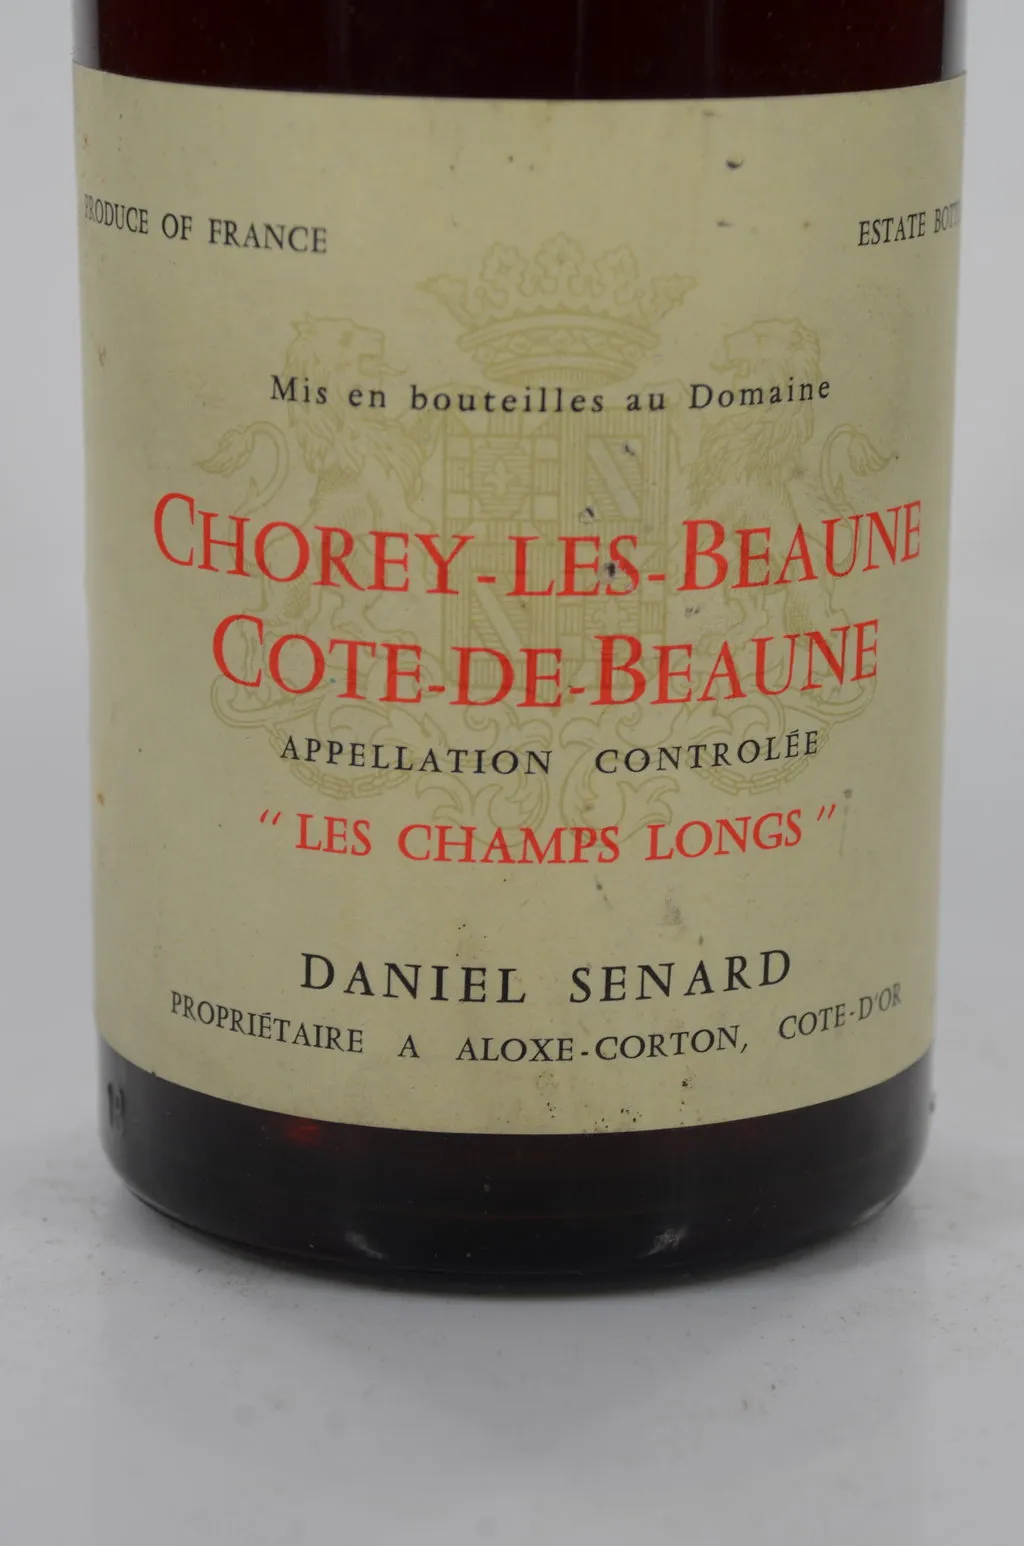 PRODUCE OF FRANCE
ESTATE
Mis en bouteilles au Domaine
CHOREY-LES-BEAUNE
COTE-DE-BEAUNE
APPELLATION CONTROLÉE
"LES CHAMPS LONGS"
DANIEL SENARD
PROPRIÉTAIRE A ALOXE-CORTON, COTE-D'OR